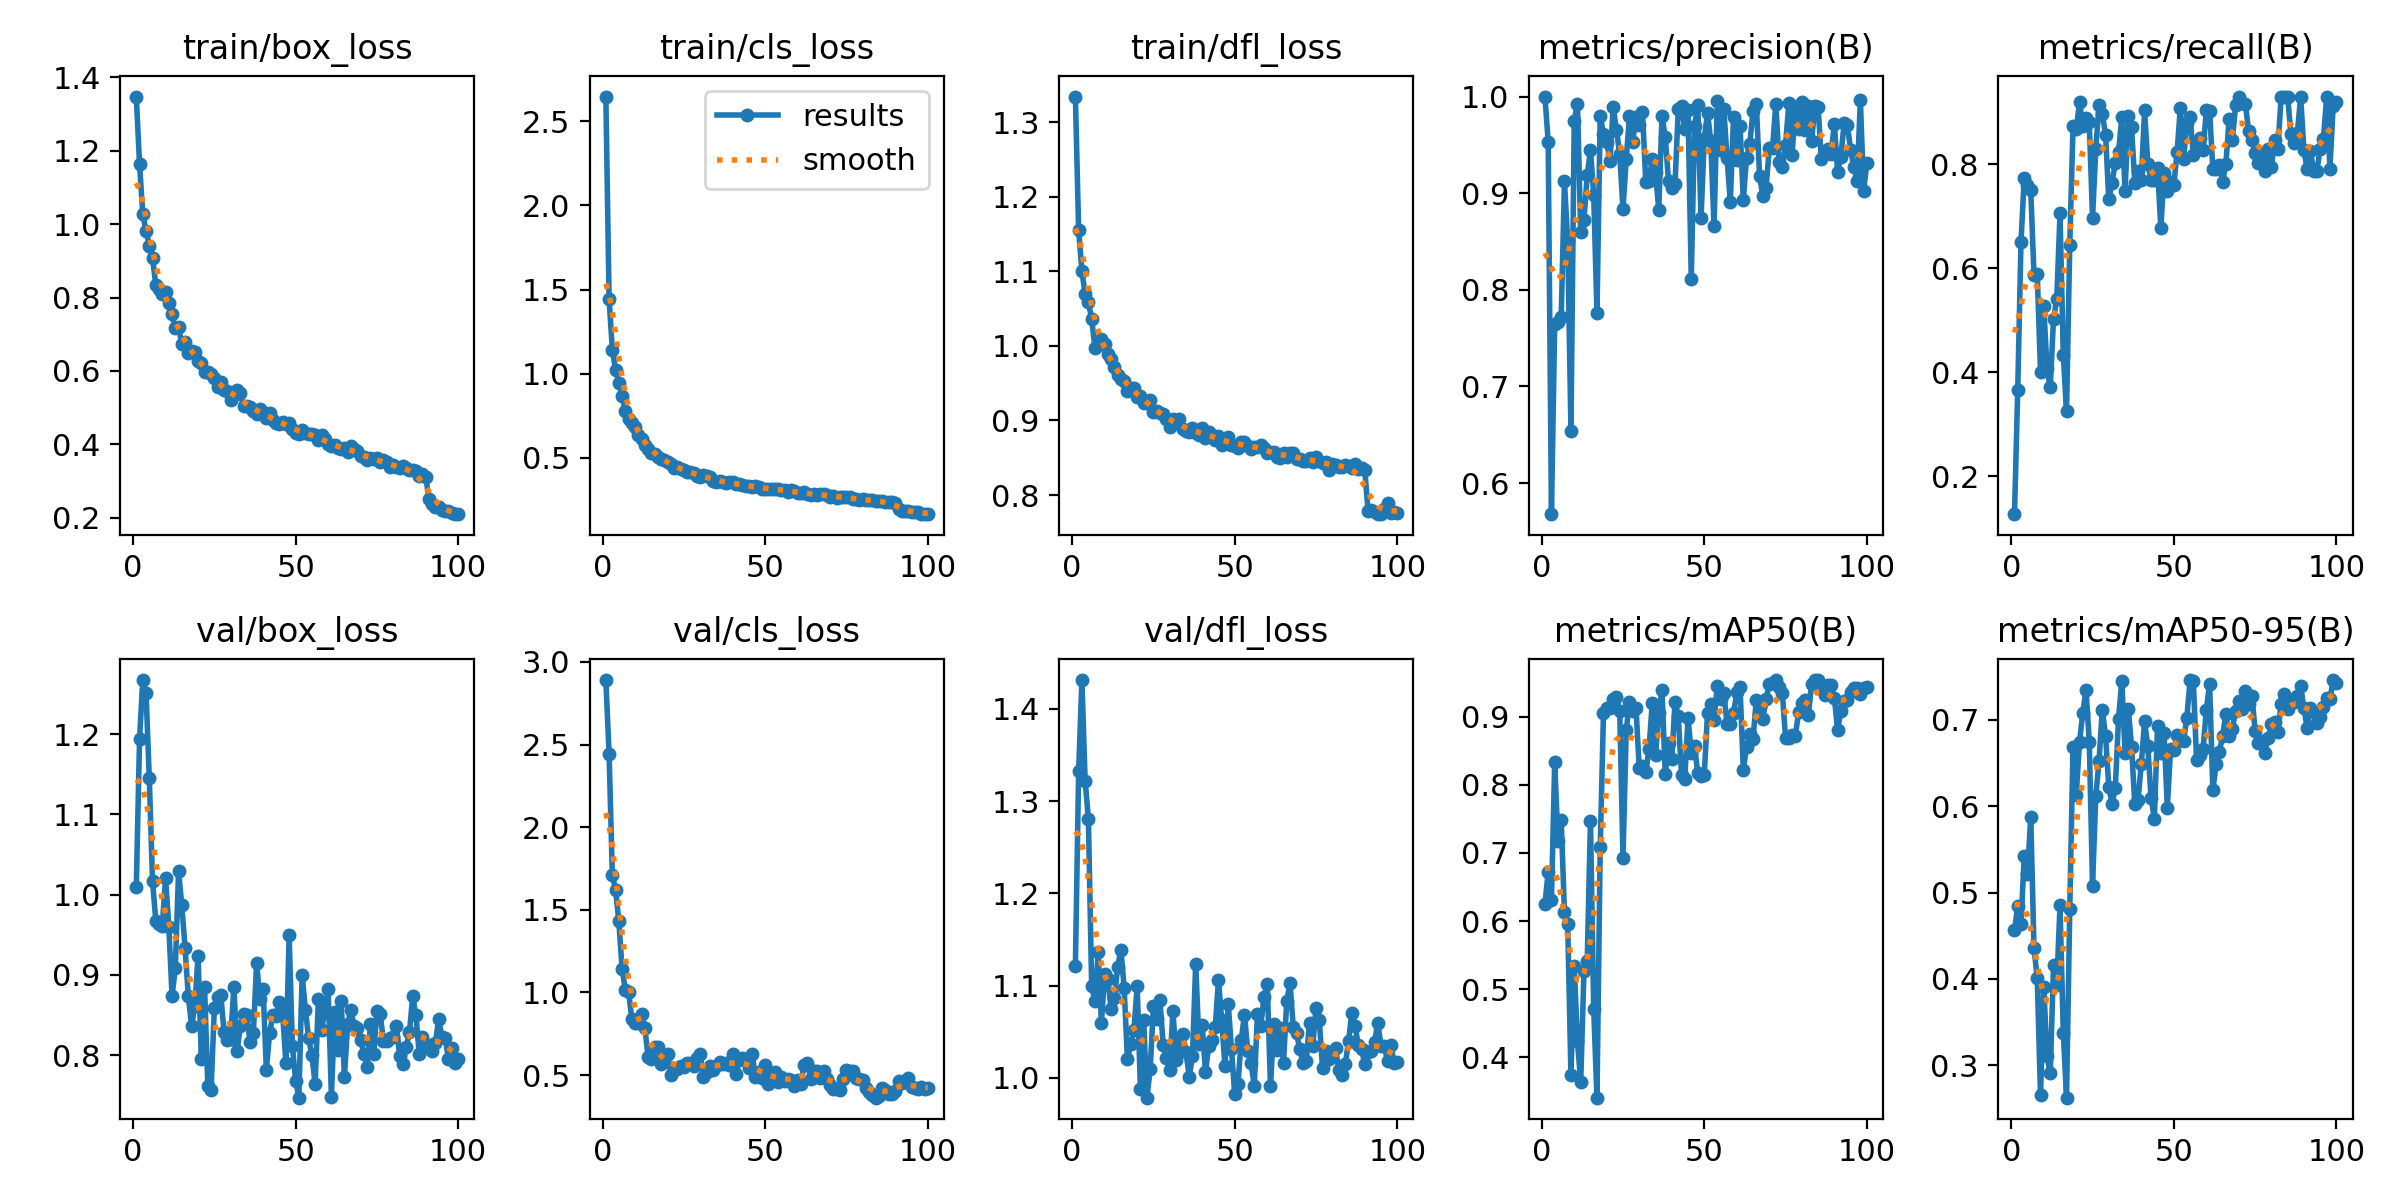 train/box_loss
1.4
1.2
1.0
0.8
0.6
0.4
0.2
0 50 100
train/cls_loss
results
smooth
2.5
2.0
1.5
1.0
0.5
0 50 100
train/dfl_loss
1.3
1.2
1.1
1.0
0.9
0.8
0 50 100
metrics/precision(B)
1.0
0.9
0.8
0.7
0.6
0 50 100
metrics/recall(B)
0.8
0.6
0.4
0.2
0 50 100
val/box_loss
1.2
1.1
1.0
0.9
0.8
0 50 100
val/cls_loss
3.0
2.5
2.0
1.5
1.0
0.5
0 50 100
val/dfl_loss
1.4
1.3
1.2
1.1
1.0
0 50 100
metrics/mAP50(B)
0.9
0.8
0.7
0.6
0.5
0.4
0 50 100
metrics/mAP50-95(B)
0.7
0.6
0.5
0.4
0.3
0 50 100